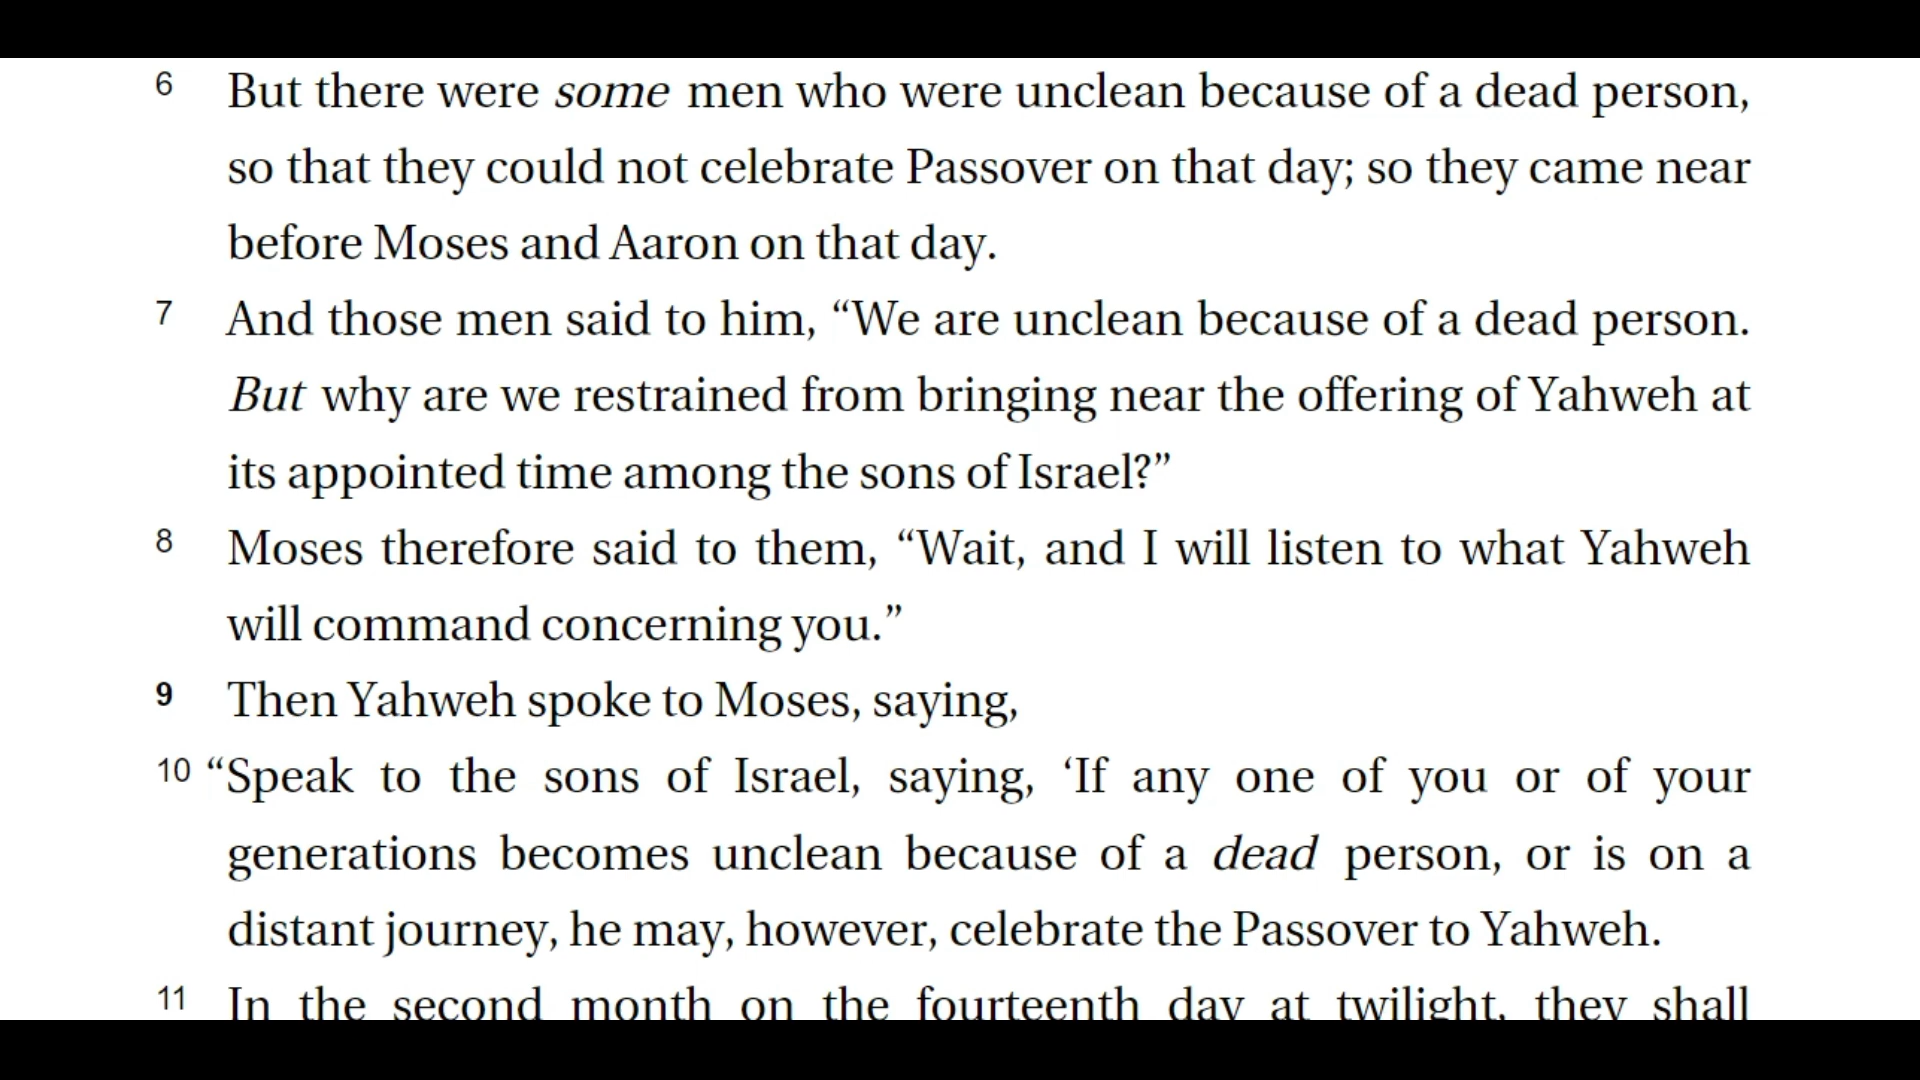 6 But there were some men who were unclean because of a dead person,
so that they could not celebrate Passover on that day; so they came near
before Moses and Aaron on that day.
7 And those men said to him, “We are unclean because of a dead person.
But why are we restrained from bringing near the offering of Yahweh at
its appointed time among the sons of Israel?”
8 Moses therefore said to them, “Wait, and I will listen to what Yahweh
will command concerning you.”
9 Then Yahweh spoke to Moses, saying,
10 “Speak to the sons of Israel, saying, ‘If any one of you or of your
generations becomes unclean because of a dead person, or is on a
distant journey, he may, however, celebrate the Passover to Yahweh.
11 In the second month on the fourteenth day at twilight, they shall